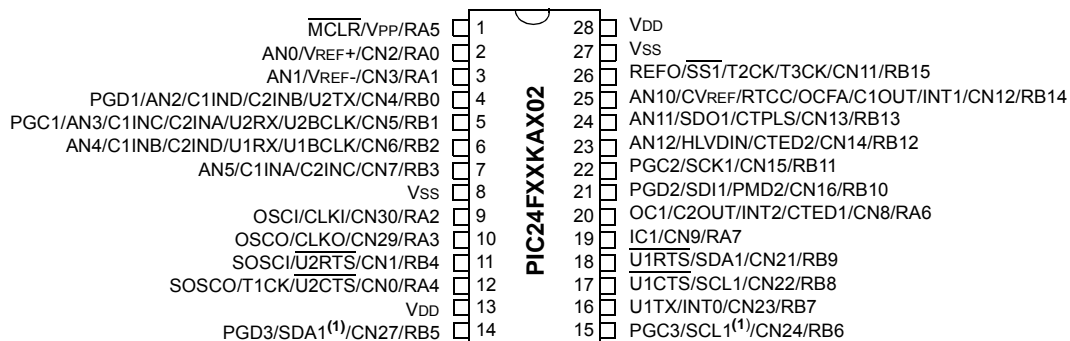 MCLR/VPP/RA5 1 28 VDD
AN0/VREF+/CN2/RA0 2 27 VSS
AN1/VREF-/CN3/RA1 3 26 REFO/SS1/T2CK/T3CK/CN11/RB15
PGD1/AN2/C1IND/C2INB/U2TX/CN4/RB0 4 25 AN10/CVREF/RTCC/OCFA/C1OUT/INT1/CN12/RB14
PGC1/AN3/C1INC/C2INA/U2RX/U2BCLK/CN5/RB1 5 24 AN11/SDO1/CTPLS/CN13/RB13
AN4/C1INB/C2IND/U1RX/U1BCLK/CN6/RB2 6 23 AN12/HLVDIN/CTED2/CN14/RB12
AN5/C1INA/C2INC/CN7/RB3 7 22 PGC2/SCK1/CN15/RB11
VSS 8 21 PGD2/SDI1/PMD2/CN16/RB10
OSCI/CLKI/CN30/RA2 9 20 OC1/C2OUT/INT2/CTED1/CN8/RA6
OSCO/CLKO/CN29/RA3 10 19 IC1/CN9/RA7
SOSCI/U2RTS/CN1/RB4 11 18 U1RTS/SDA1/CN21/RB9
SOSCO/T1CK/U2CTS/CN0/RA4 12 17 U1CTS/SCL1/CN22/RB8
VDD 13 16 U1TX/INT0/CN23/RB7
PGD3/SDA1(1)/CN27/RB5 14 15 PGC3/SCL1(1)/CN24/RB6
PIC24FXXKAX02